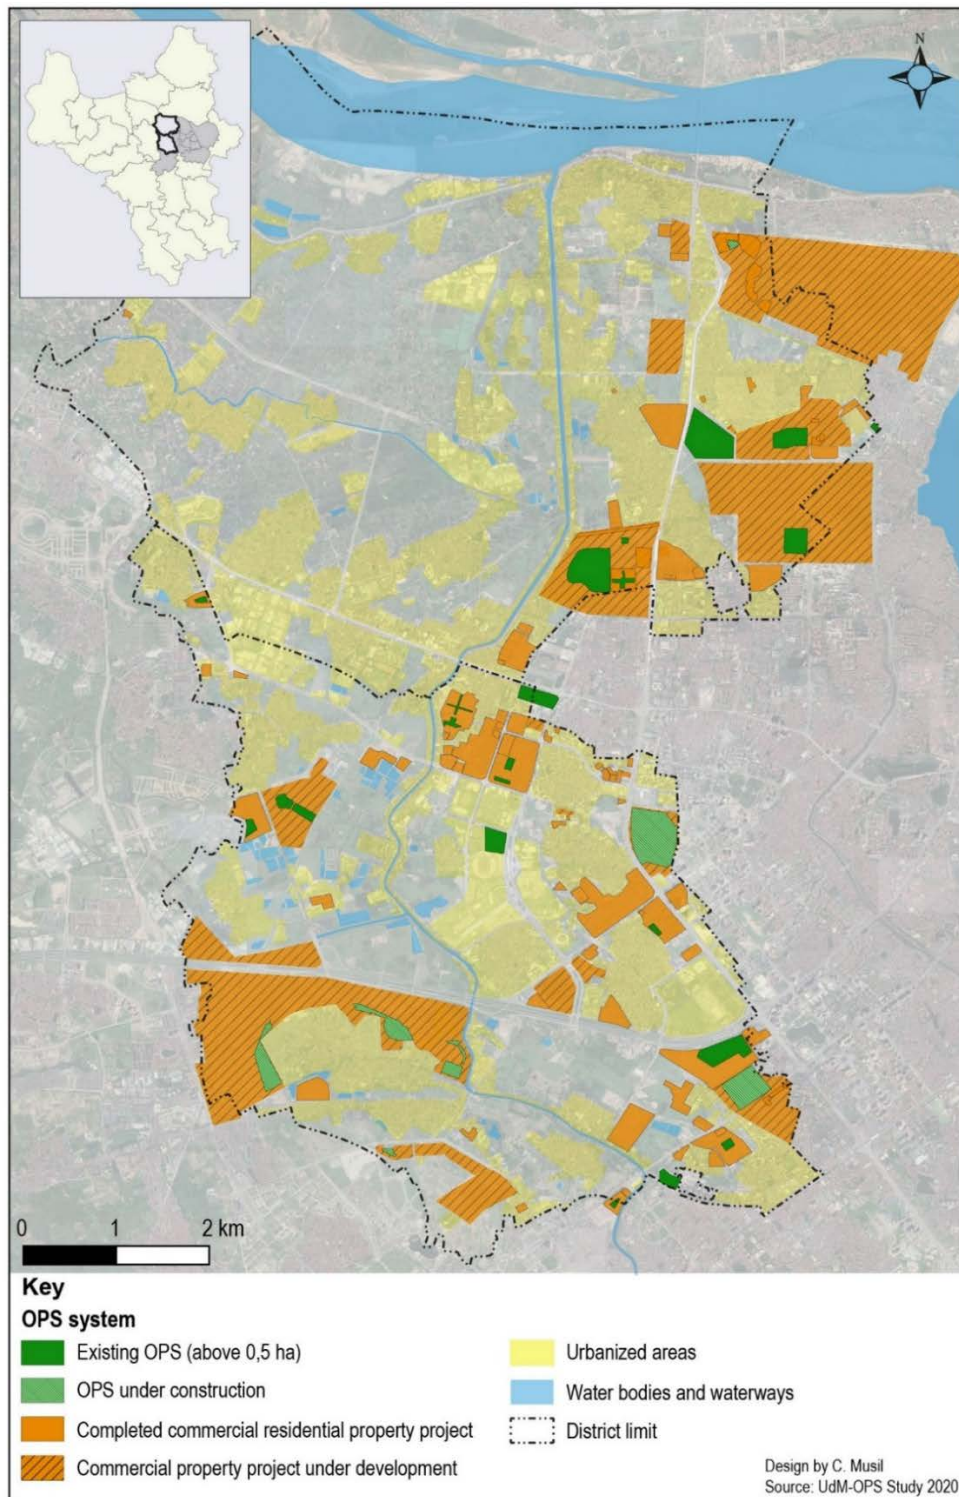 N
0 1 2 km
Key
OPS system
Existing OPS (above 0,5 ha)
OPS under construction
Completed commercial residential property project
Commercial property project under development
Urbanized areas
Water bodies and waterways
District limit
Design by C. Musil
Source: UdM-OPS Study 2020